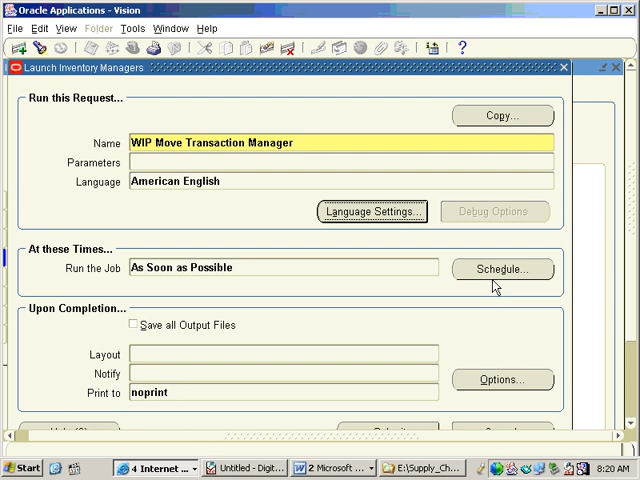 Oracle Applications - Vision
File Edit View Folder Tools Window Help
Launch Inventory Managers
Run this Request...
Copy...
Name WIP Move Transaction Manager
Parameters
Language American English
Language Settings... Debug Options
At these Times...
Run the Job As Soon as Possible Schedule...
Upon Completion...
Save all Output Files
Layout
Notify Options...
Print to noprint
Start 4 Internet ... Untitled - Digit... 2 Microsoft ... E:\Supply_Ch... 8:20 AM